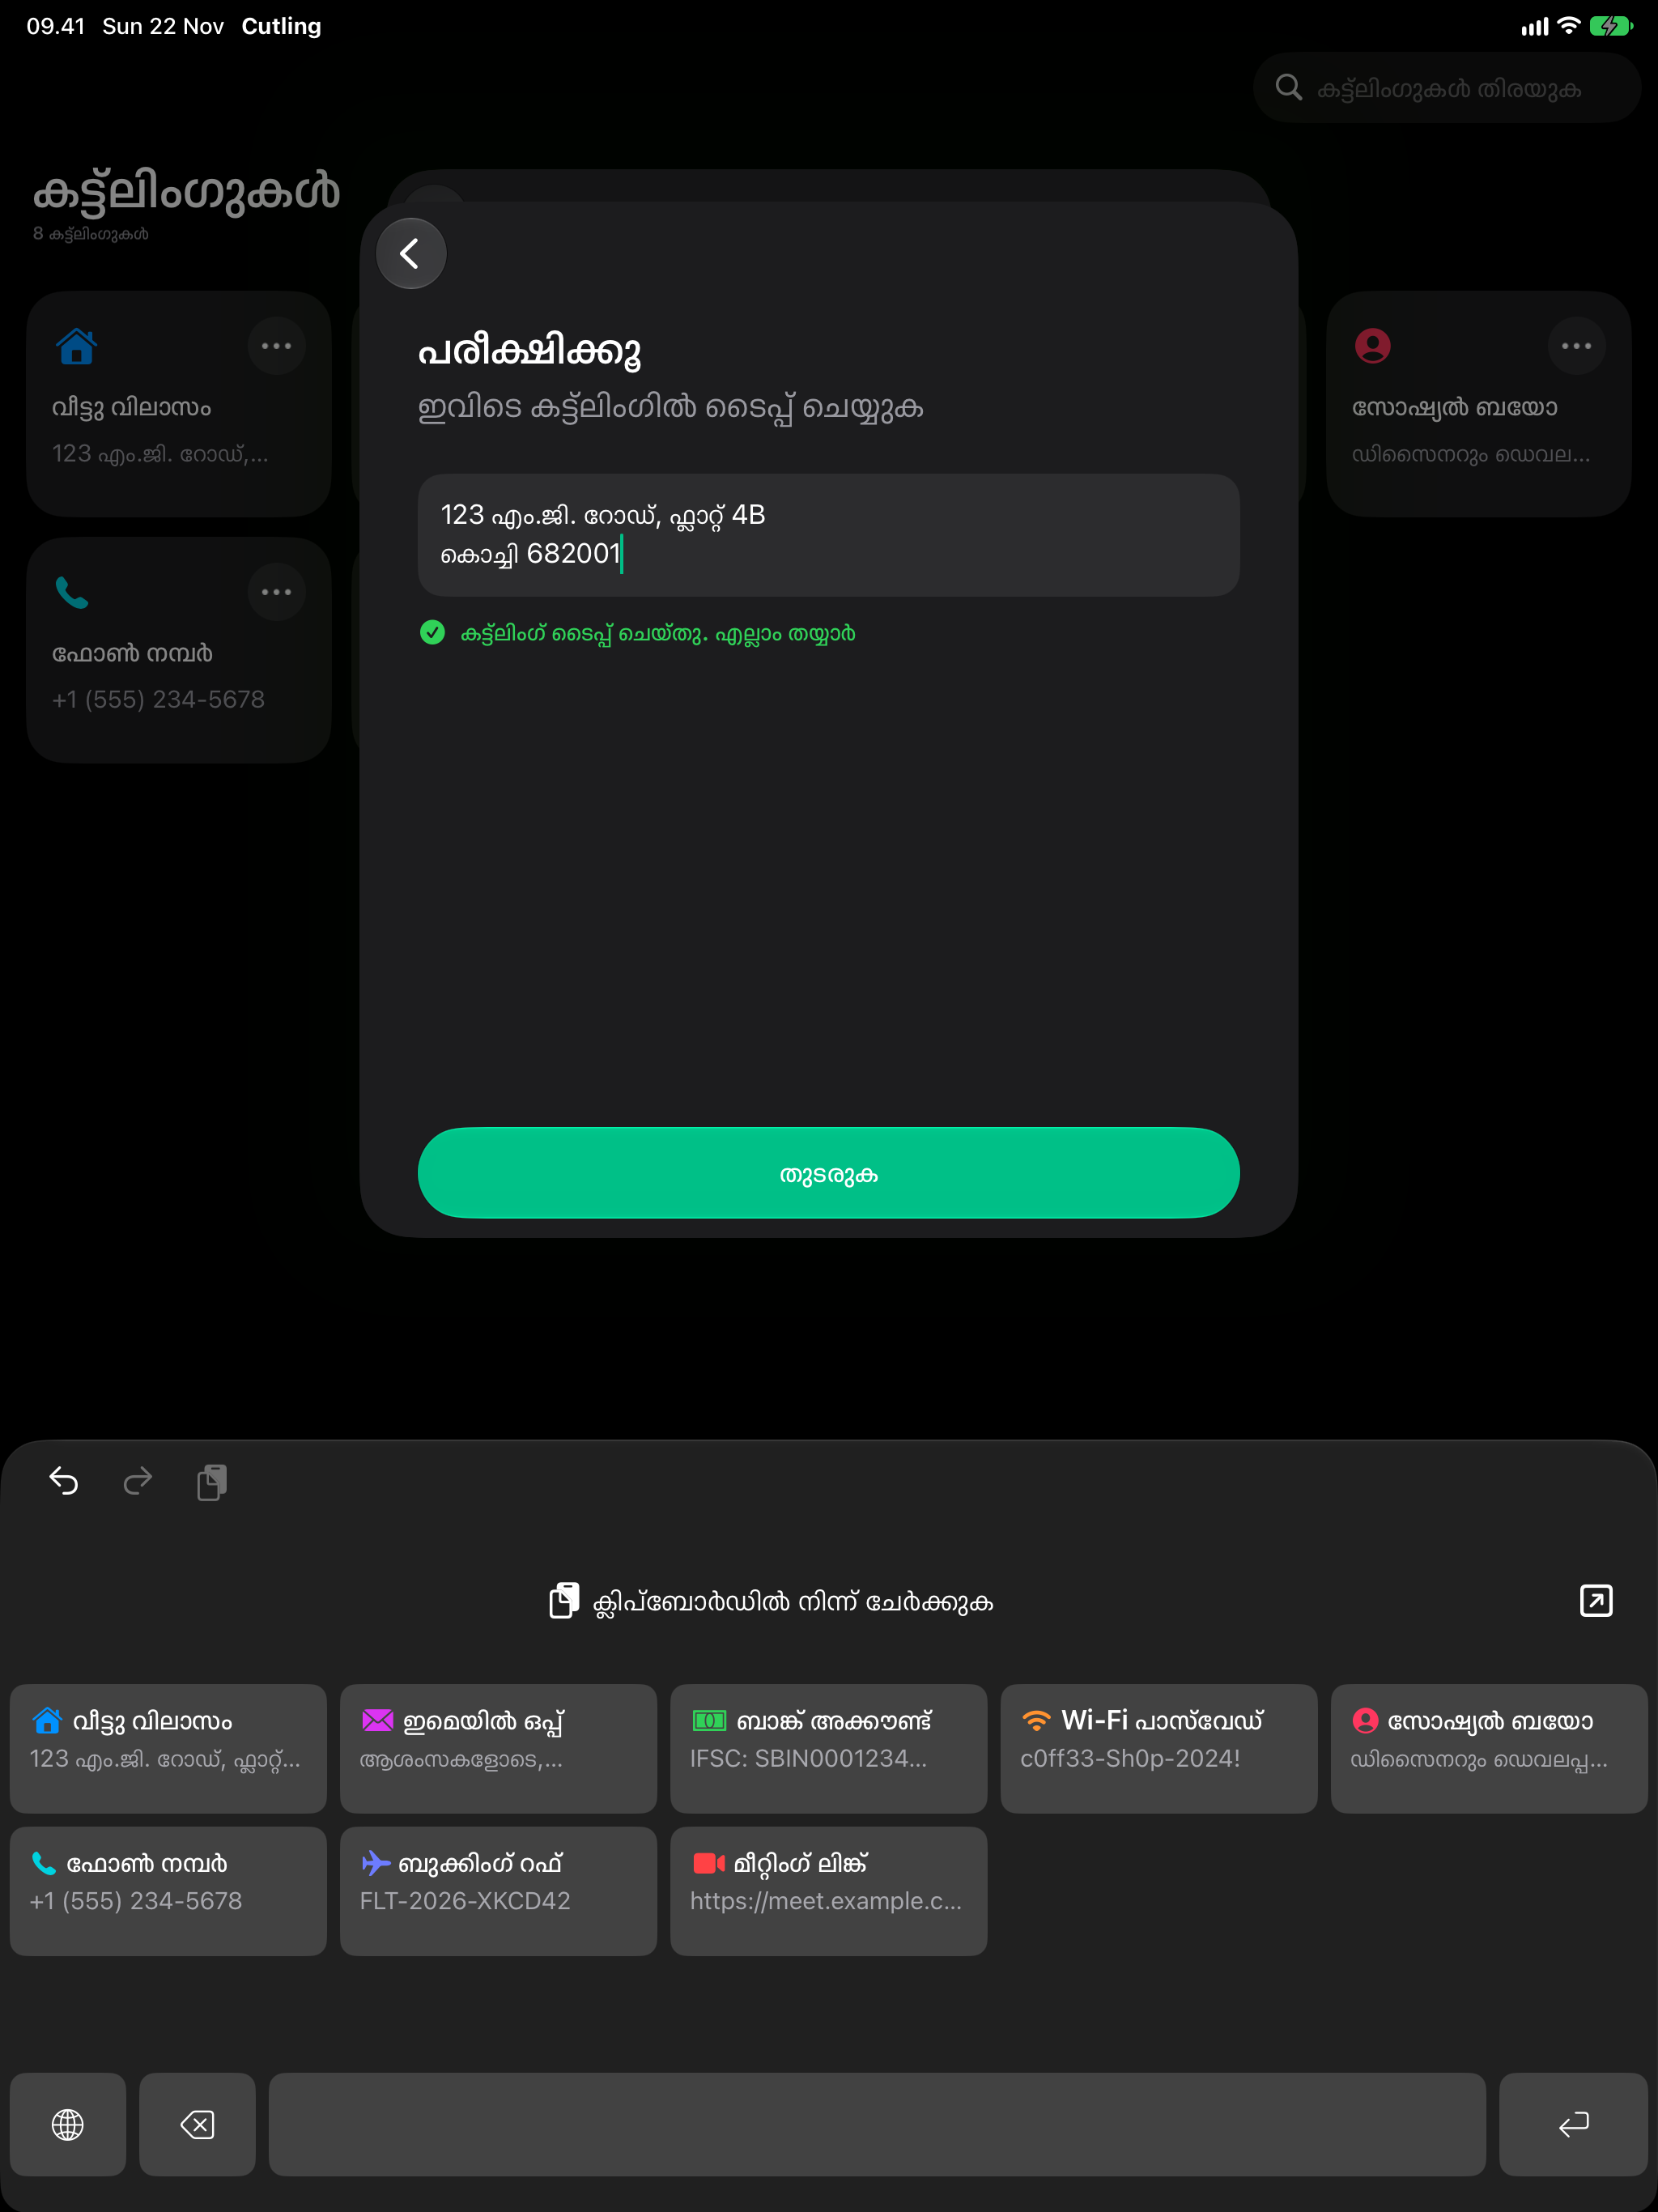 09.41 Sun 22 Nov Cutling
കട്ട്ലിംഗുകൾ തിരയുക
കട്ട്ലിംഗുകൾ
8 കട്ട്ലിംഗുകൾ
വീട്ടു വിലാസം
123 എം.ജി. റോഡ്,...
സോഷ്യൽ ബയോ
ഡിസൈനറും ഡെവല...
ഫോൺ നമ്പർ
+1 (555) 234-5678
പരീക്ഷിക്കൂ
ഇവിടെ കട്ട്ലിംഗിൽ ടൈപ്പ് ചെയ്യുക
123 എം.ജി. റോഡ്, ഫ്ലാറ്റ് 4B
കൊച്ചി 682001
കട്ട്ലിംഗ് ടൈപ്പ് ചെയ്തു. എല്ലാം തയ്യാർ
തുടരുക
ക്ലിപ്ബോർഡിൽ നിന്ന് ചേർക്കുക
വീട്ടു വിലാസം
123 എം.ജി. റോഡ്, ഫ്ലാറ്റ്...
ഇമെയിൽ ഒപ്പ്
ആശംസകളോടെ,...
ബാങ്ക് അക്കൗണ്ട്
IFSC: SBIN0001234...
Wi-Fi പാസ്‌വേഡ്
c0ff33-Sh0p-2024!
സോഷ്യൽ ബയോ
ഡിസൈനറും ഡെവലപ്പ...
ഫോൺ നമ്പർ
+1 (555) 234-5678
ബുക്കിംഗ് റഫ്
FLT-2026-XKCD42
മീറ്റിംഗ് ലിങ്ക്
https://meet.example.c...